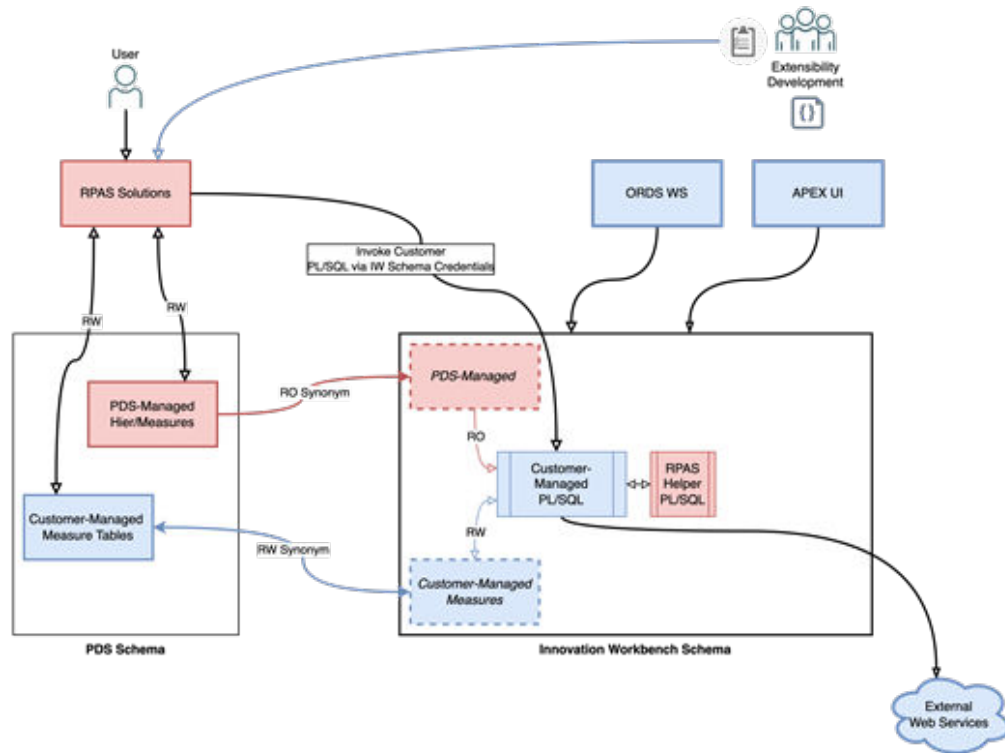 User
Extensibility
Development
{}
RPAS Solutions
ORDS WS
APEX UI
Invoke Customer
PL/SQL via IW Schema Credentials
RW
RW
PDS-Managed
PDS-Managed
Hier/Measures
RO Synonym
RO
Customer-
Managed
PL/SQL
RPAS
Helper
PL/SQL
Customer-Managed
Measure Tables
RW Synonym
RW
Customer-Managed
Measures
PDS Schema
Innovation Workbench Schema
External
Web Services